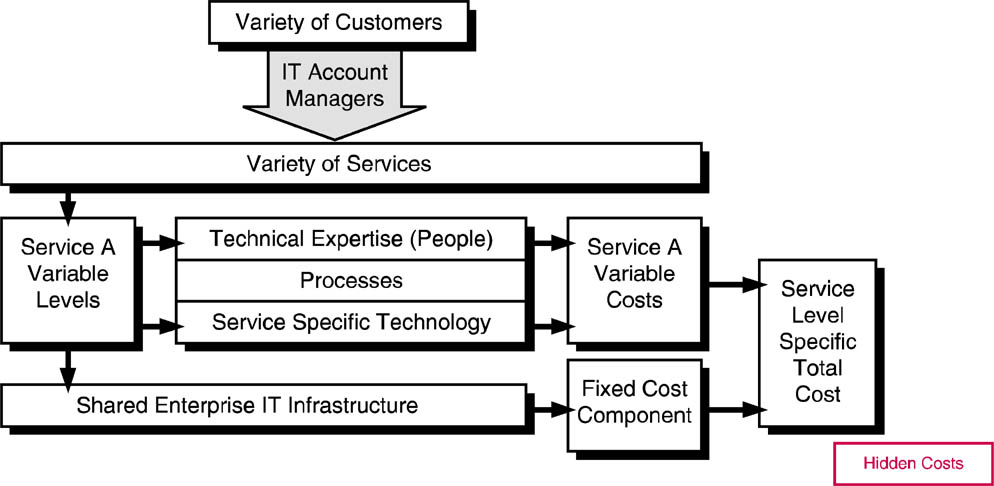 Variety of Customers
IT Account
Managers
Variety of Services
Service A
Variable
Levels
Technical Expertise (People)
Processes
Service Specific Technology
Service A
Variable
Costs
Service
Level
Specific
Total
Cost
Shared Enterprise IT Infrastructure
Fixed Cost
Component
Hidden Costs